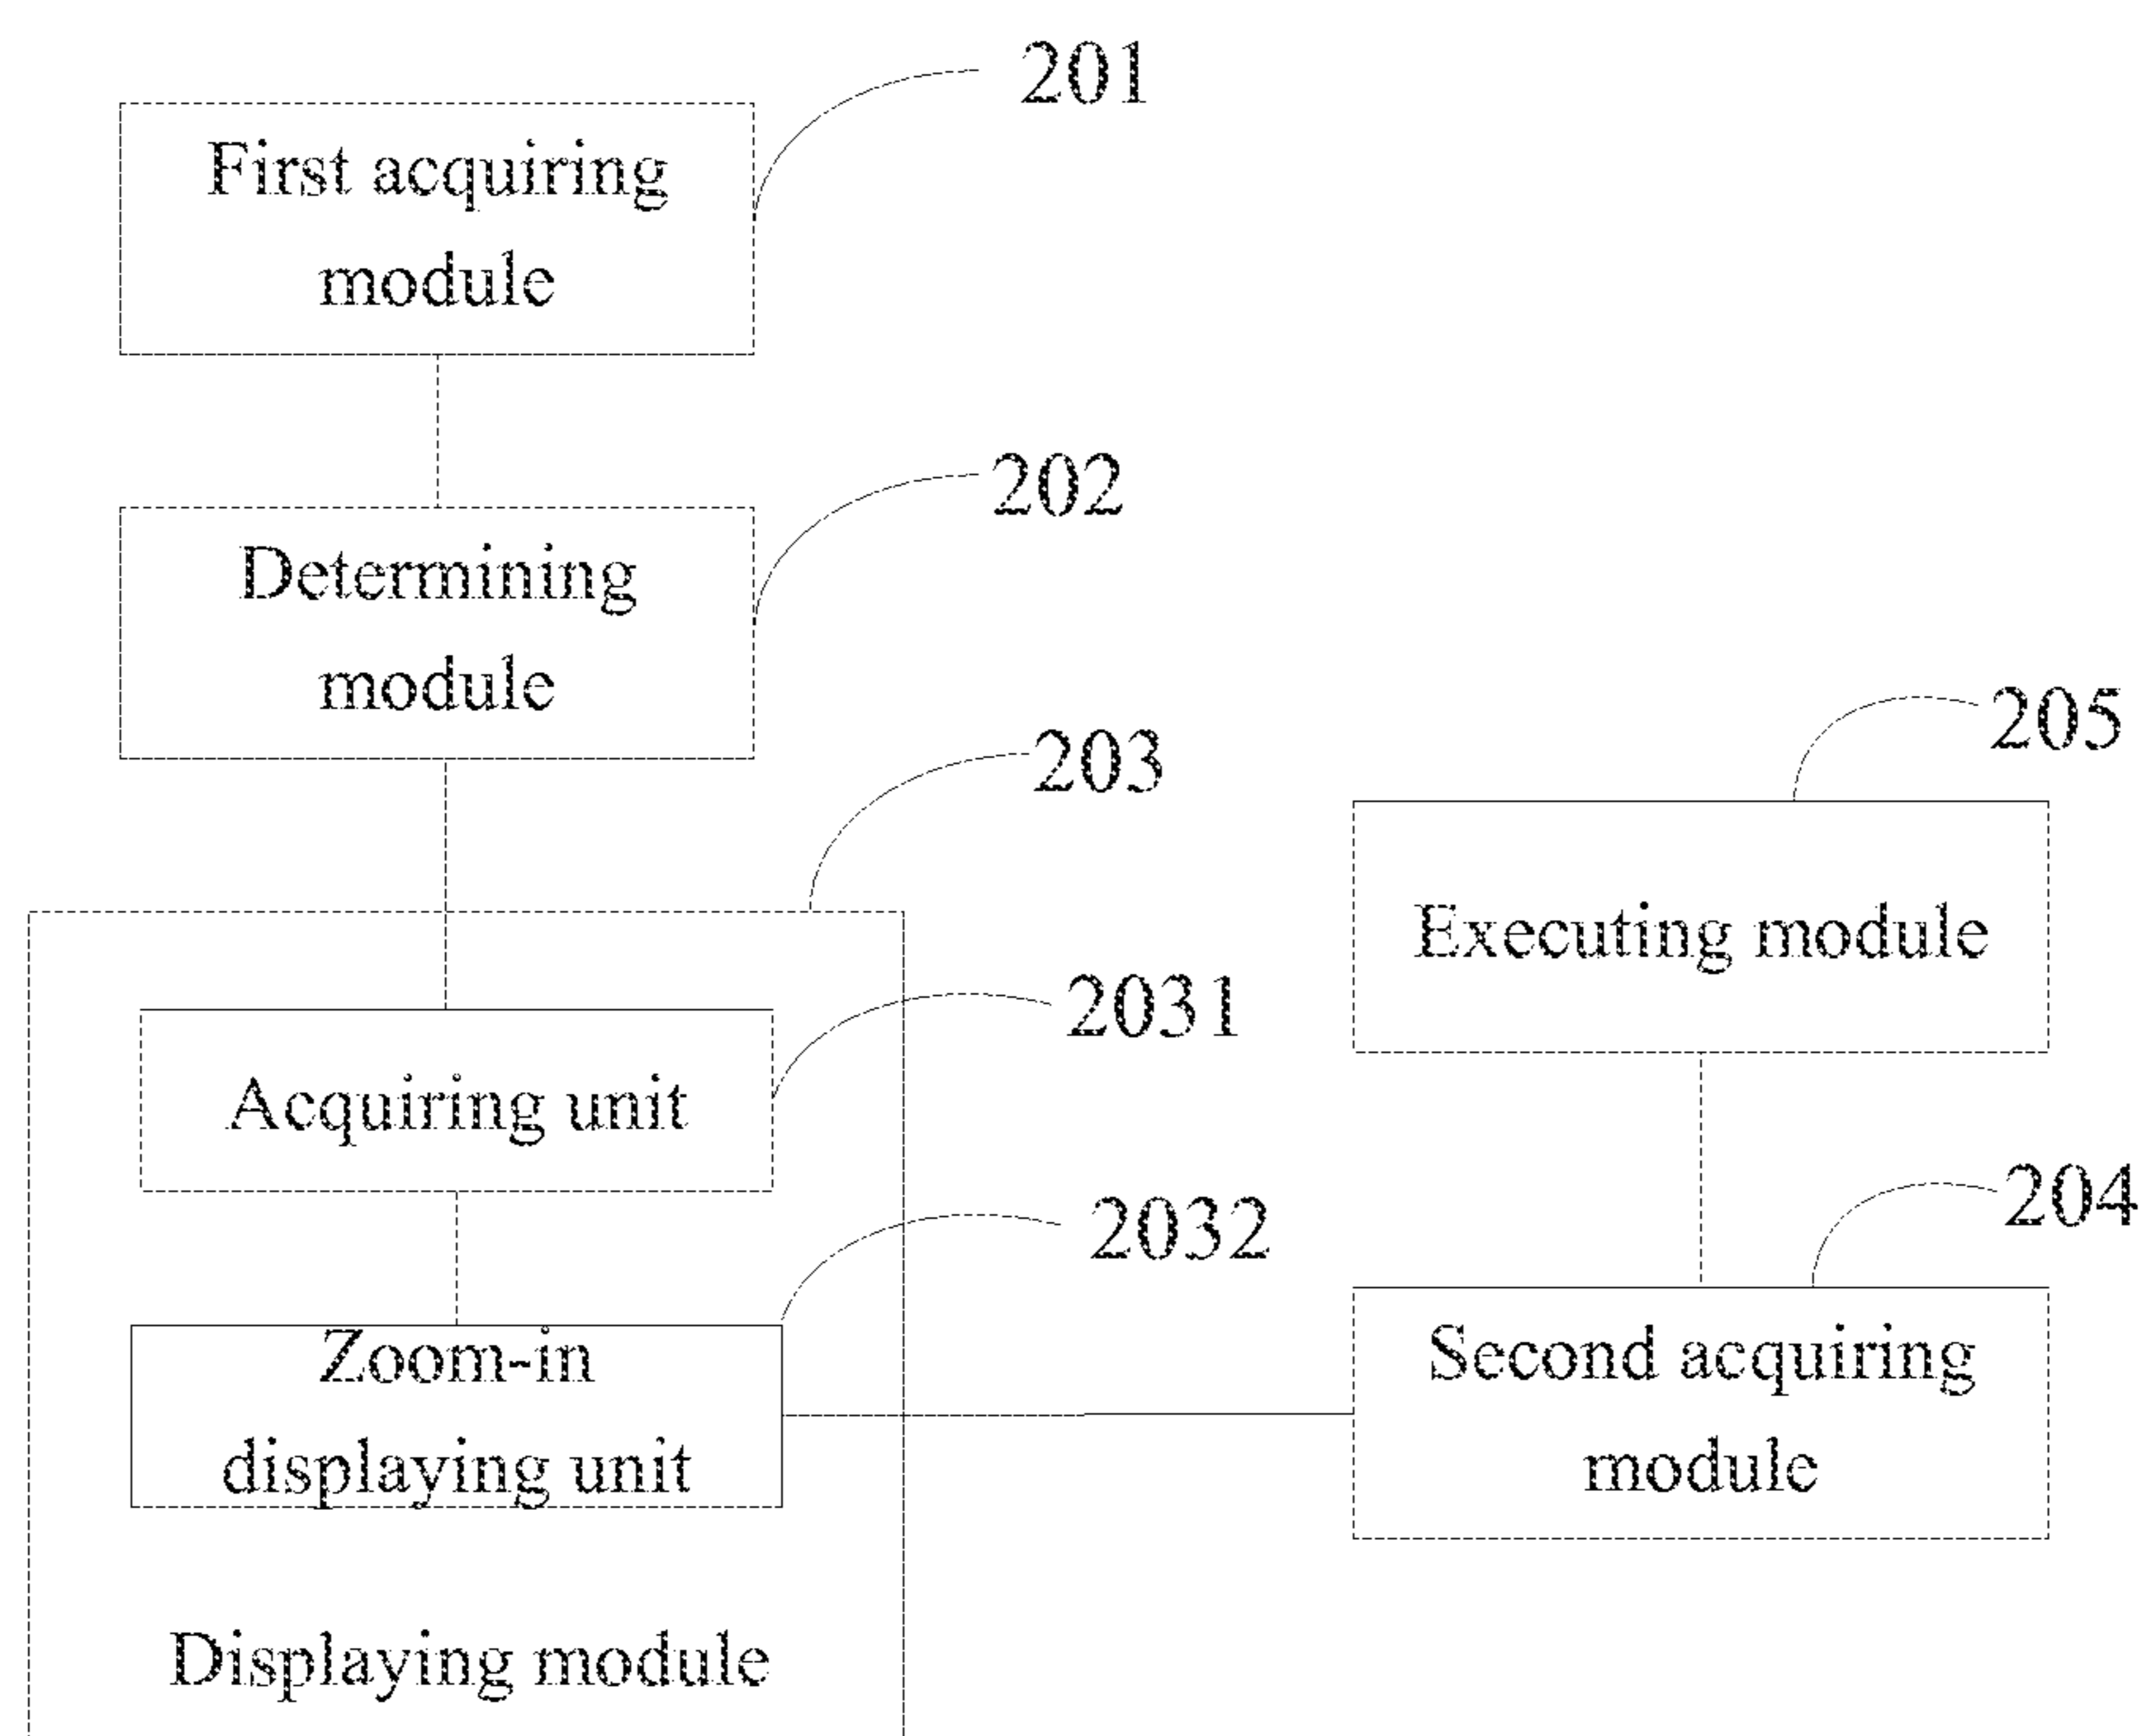 201
First acquiring
module
202
Determining
module
203
2031
Acquiring unit
2032
Zoom-in
displaying unit
Displaying module
205
Executing module
204
Second acquiring
module